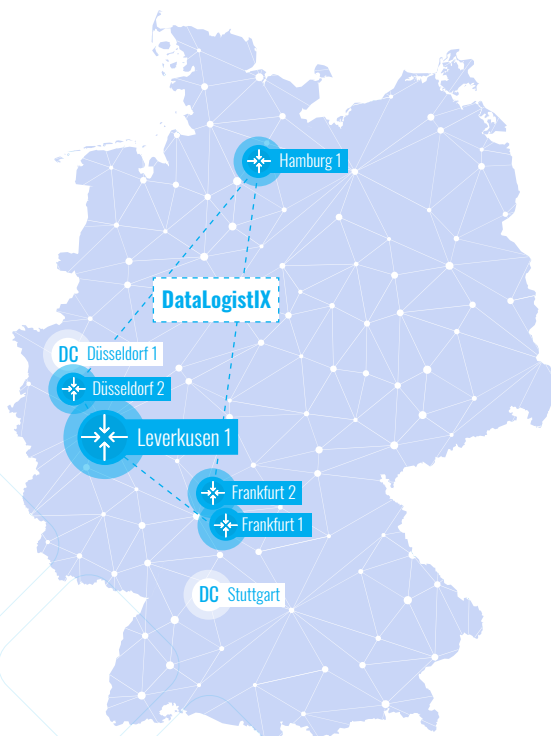 Hamburg 1
DataLogistIX
DC Düsseldorf 1
Düsseldorf 2
Leverkusen 1
Frankfurt 2
Frankfurt 1
DC Stuttgart